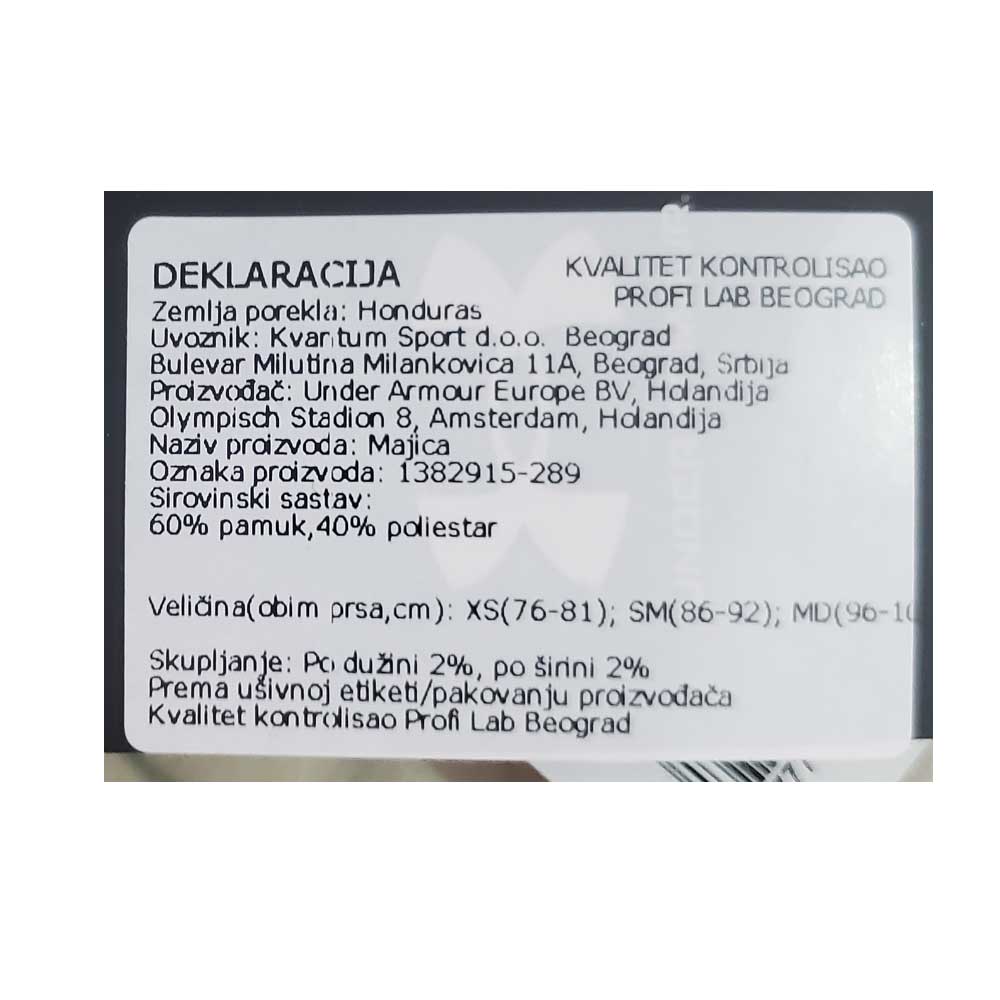 DEKLARACIJA
KVALITET KONTROLISAO
PROFI LAB BEOGRAD
Zemlja porekla: Honduras
Uvoznik: Kvantum Sport d.o.o. Beograd
Bulevar Milutina Milankovica 11A, Beograd, Srbija
Proizvođač: Under Armour Europe BV, Holandija
Olympisch Stadion 8, Amsterdam, Holandija
Naziv proizvoda: Majica
Oznaka proizvoda: 1382915-289
Sirovinski sastav:
60% pamuk,40% poliestar
Veličina(obim prsa,cm): XS(76-81); SM(86-92); MD(96-10
Skupljanje: Po dužini 2%, po širini 2%
Prema ušivnoj etiketi/pakovanju proizvođača
Kvalitet kontrolisao Profi Lab Beograd